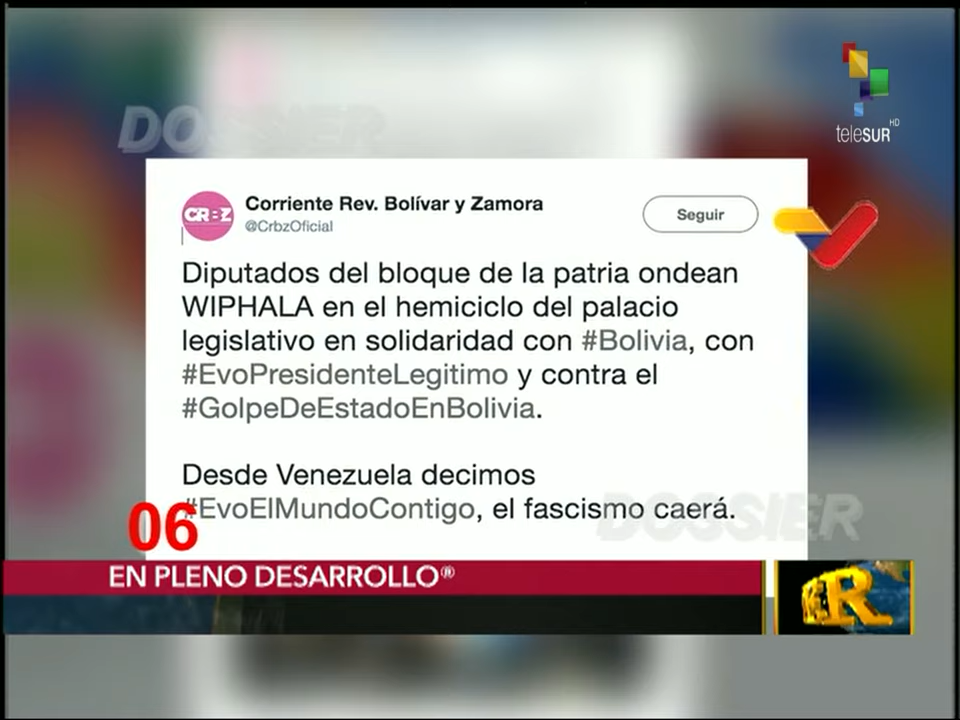 DOSSIER
teleSUR HD
CRBZ
Corriente Rev. Bolívar y Zamora
@CrbzOficial
Seguir
Diputados del bloque de la patria ondean
WIPHALA en el hemiciclo del palacio
legislativo en solidaridad con #Bolivia, con
#EvoPresidenteLegitimo y contra el
#GolpeDeEstadoEnBolivia.
Desde Venezuela decimos
#EvoElMundoContigo, el fascismo caerá.
DOSSIER
06
EN PLENO DESARROLLO®
R